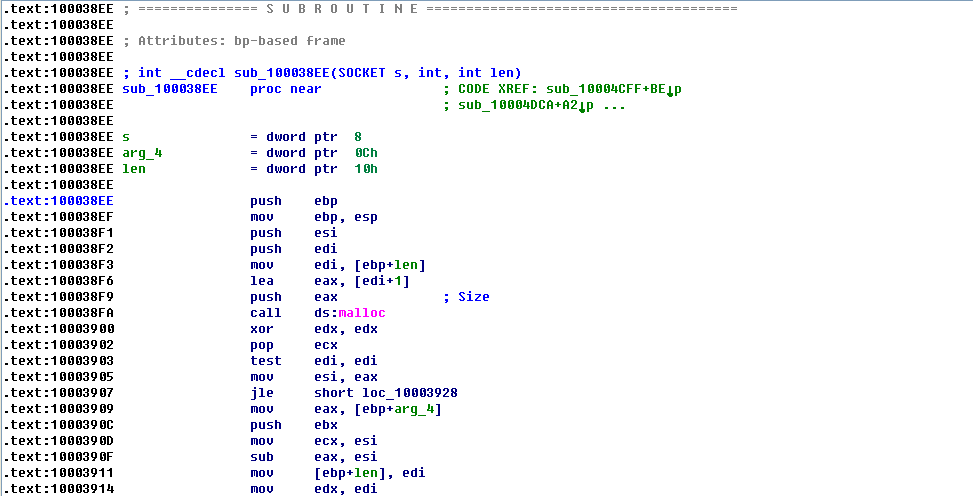 .text:100038EE ; =============== S U B R O U T I N E =======================================
.text:100038EE
.text:100038EE ; Attributes: bp-based frame
.text:100038EE
.text:100038EE ; int __cdecl sub_100038EE(SOCKET s, int, int len)
.text:100038EE sub_100038EE proc near ; CODE XREF: sub_10004CFF+BE↓p
.text:100038EE ; sub_10004DCA+A2↓p ...
.text:100038EE
.text:100038EE s = dword ptr 8
.text:100038EE arg_4 = dword ptr 0Ch
.text:100038EE len = dword ptr 10h
.text:100038EE
.text:100038EE push ebp
.text:100038EF mov ebp, esp
.text:100038F1 push esi
.text:100038F2 push edi
.text:100038F3 mov edi, [ebp+len]
.text:100038F6 lea eax, [edi+1]
.text:100038F9 push eax ; Size
.text:100038FA call ds:malloc
.text:10003900 xor edx, edx
.text:10003902 pop ecx
.text:10003903 test edi, edi
.text:10003905 mov esi, eax
.text:10003907 jle short loc_10003928
.text:10003909 mov eax, [ebp+arg_4]
.text:1000390C push ebx
.text:1000390D mov ecx, esi
.text:1000390F sub eax, esi
.text:10003911 mov [ebp+len], edi
.text:10003914 mov edx, edi